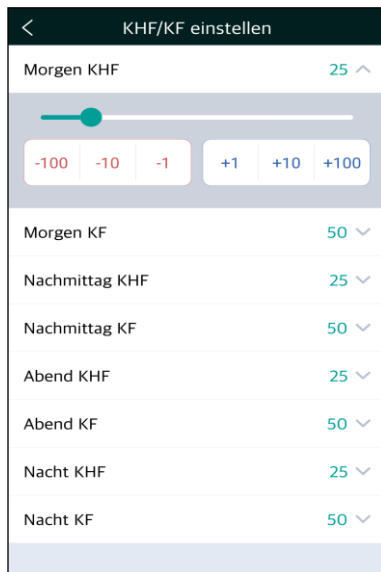 KHF/KF einstellen
Morgen KHF 25
-100 -10 -1 +1 +10 +100
Morgen KF 50
Nachmittag KHF 25
Nachmittag KF 50
Abend KHF 25
Abend KF 50
Nacht KHF 25
Nacht KF 50